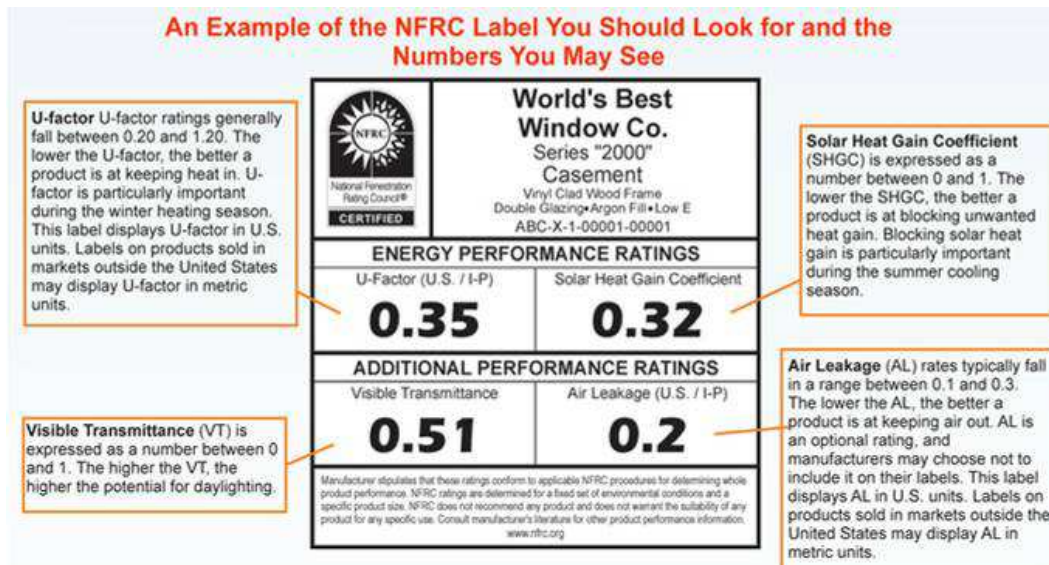 An Example of the NFRC Label You Should Look for and the
Numbers You May See
U-factor U-factor ratings generally
fall between 0.20 and 1.20. The
lower the U-factor, the better a
product is at keeping heat in. U-
factor is particularly important
during the winter heating season.
This label displays U-factor in U.S.
units. Labels on products sold in
markets outside the United States
may display U-factor in metric
units.
Visible Transmittance (VT) is
expressed as a number between 0
and 1. The higher the VT, the
higher the potential for daylighting.
NFRC
National Fenestration
Rating Council®
CERTIFIED
World's Best
Window Co.
Series "2000"
Casement
Vinyl Clad Wood Frame
Double Glazing•Argon Fill•Low E
ABC-X-1-00001-00001
ENERGY PERFORMANCE RATINGS
U-Factor (U.S. / I-P)
0.35
Solar Heat Gain Coefficient
0.32
ADDITIONAL PERFORMANCE RATINGS
Visible Transmittance
0.51
Air Leakage (U.S. / I-P)
0.2
Manufacturer stipulates that these ratings conform to applicable NFRC procedures for determining whole
product performance. NFRC ratings are determined for a fixed set of environmental conditions and a
specific product size. NFRC does not recommend any product and does not warrant the suitability of any
product for any specific use. Consult manufacturer's literature for other product performance information.
www.nfrc.org
Solar Heat Gain Coefficient
(SHGC) is expressed as a
number between 0 and 1. The
lower the SHGC, the better a
product is at blocking unwanted
heat gain. Blocking solar heat
gain is particularly important
during the summer cooling
season.
Air Leakage (AL) rates typically fall
in a range between 0.1 and 0.3.
The lower the AL, the better a
product is at keeping air out. AL is
an optional rating, and
manufacturers may choose not to
include it on their labels. This label
displays AL in U.S. units. Labels on
products sold in markets outside the
United States may display AL in
metric units.